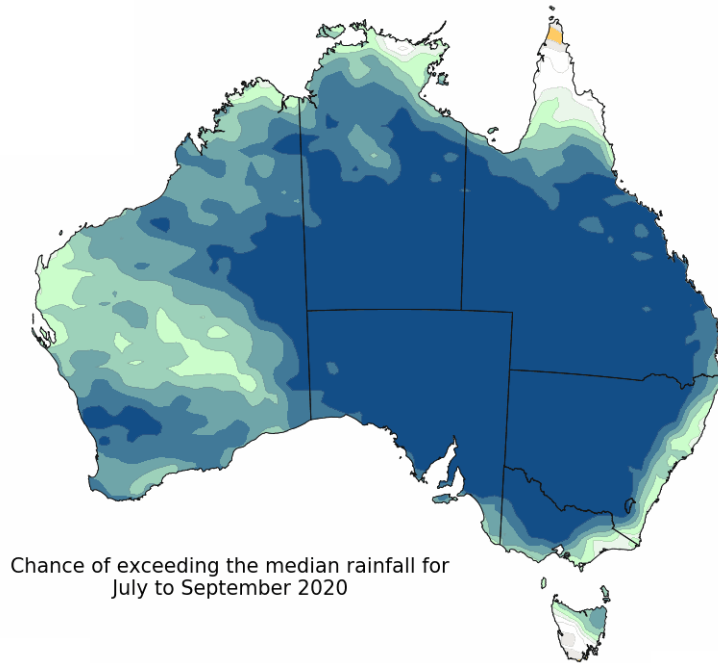 Chance of exceeding the median rainfall for
July to September 2020